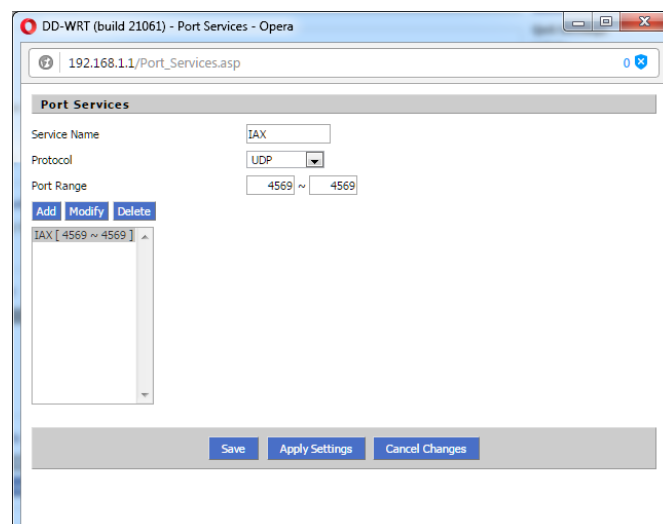 DD-WRT (build 21061) - Port Services - Opera
192.168.1.1/Port_Services.asp 0
Port Services
Service Name IAX
Protocol UDP
Port Range 4569 ~ 4569
Add Modify Delete
IAX [ 4569 ~ 4569 ]
Save Apply Settings Cancel Changes